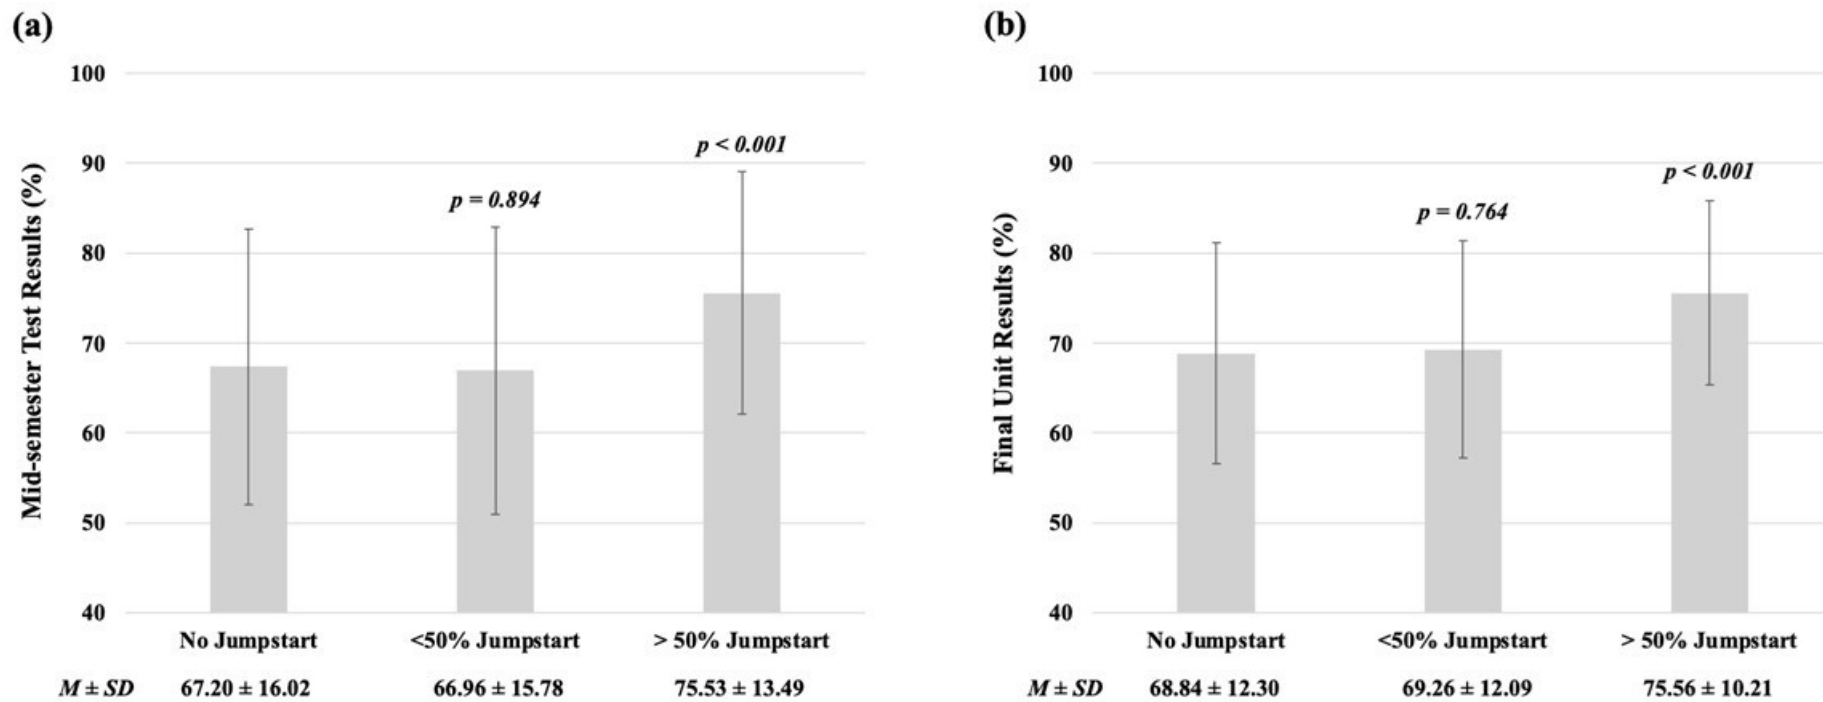 (a)
Mid-semester Test Results (%)
100
90
80
70
60
50
40
p = 0.894
p < 0.001
No Jumpstart
<50% Jumpstart
> 50% Jumpstart
M ± SD
67.20 ± 16.02
66.96 ± 15.78
75.53 ± 13.49
(b)
Final Unit Results (%)
100
90
80
70
60
50
40
p = 0.764
p < 0.001
No Jumpstart
<50% Jumpstart
> 50% Jumpstart
M ± SD
68.84 ± 12.30
69.26 ± 12.09
75.56 ± 10.21